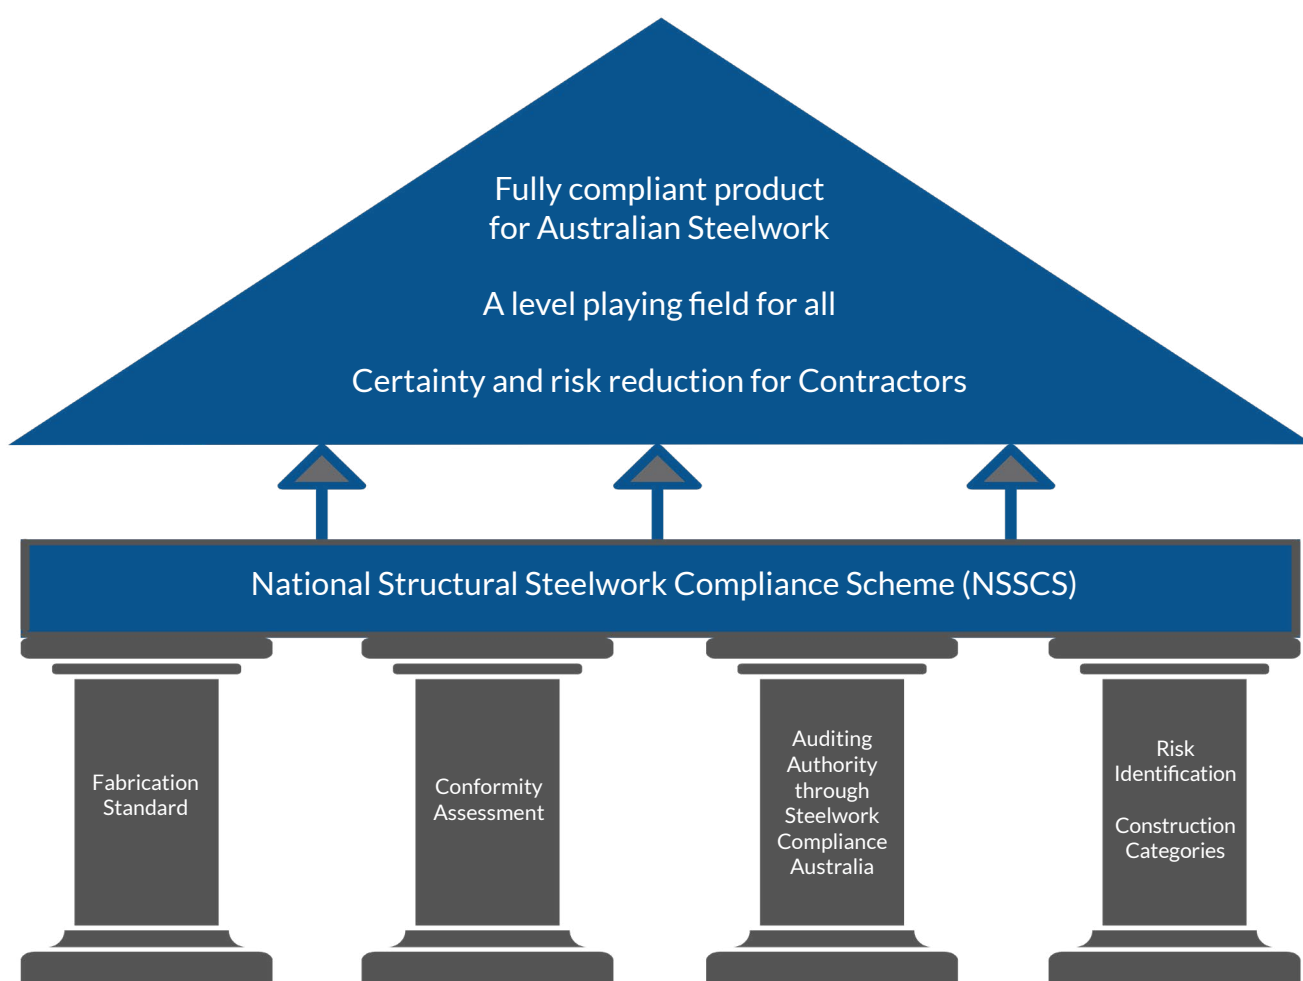 Fully compliant product
for Australian Steelwork
A level playing field for all
Certainty and risk reduction for Contractors
National Structural Steelwork Compliance Scheme (NSSCS)
Fabrication
Standard
Conformity
Assessment
Auditing
Authority
through
Steelwork
Compliance
Australia
Risk
Identification
Construction
Categories